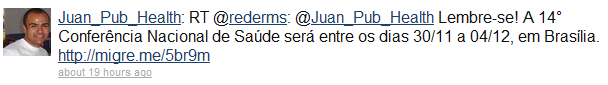 Juan_Pub_Health: RT @rederms: @Juan_Pub_Health Lembre-se! A 14°
Conferência Nacional de Saúde será entre os dias 30/11 a 04/12, em Brasília.
http://migre.me/5br9m
about 19 hours ago